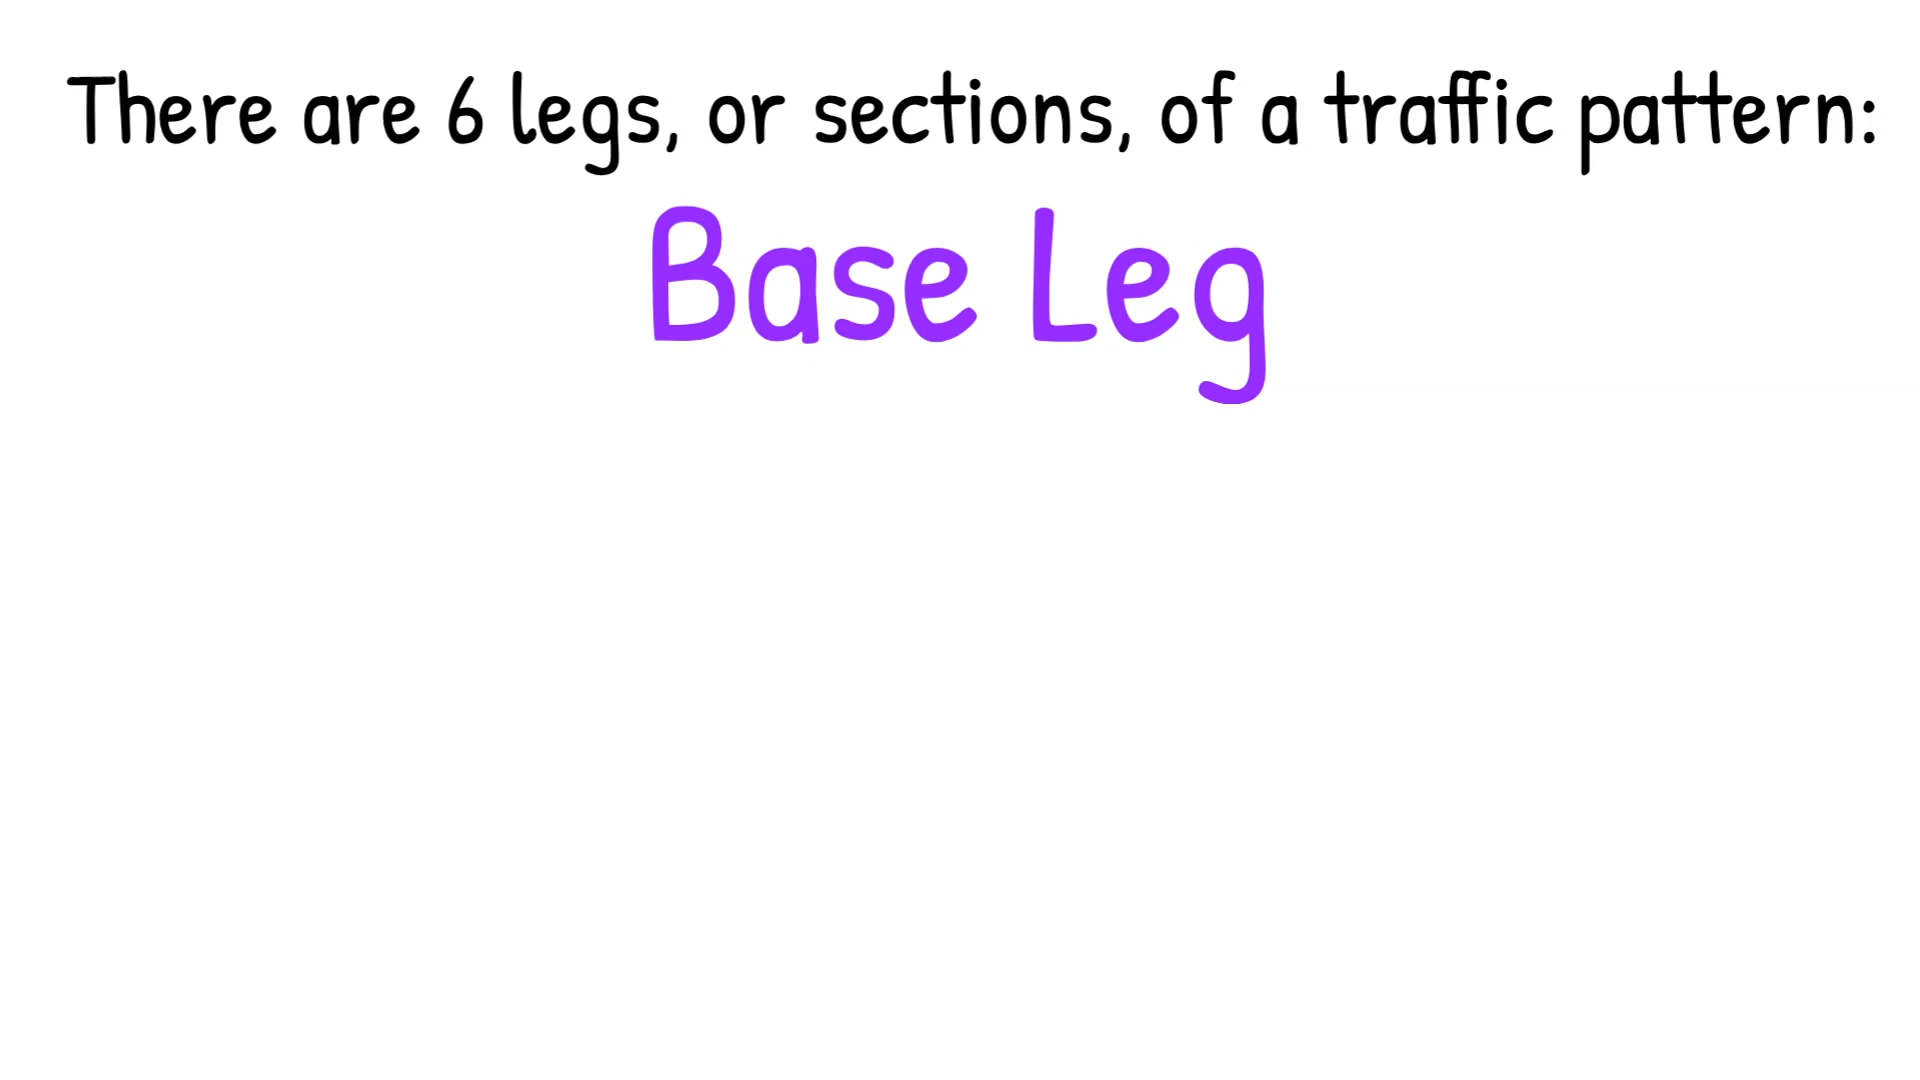 There are 6 legs, or sections, of a traffic pattern:
Base Leg